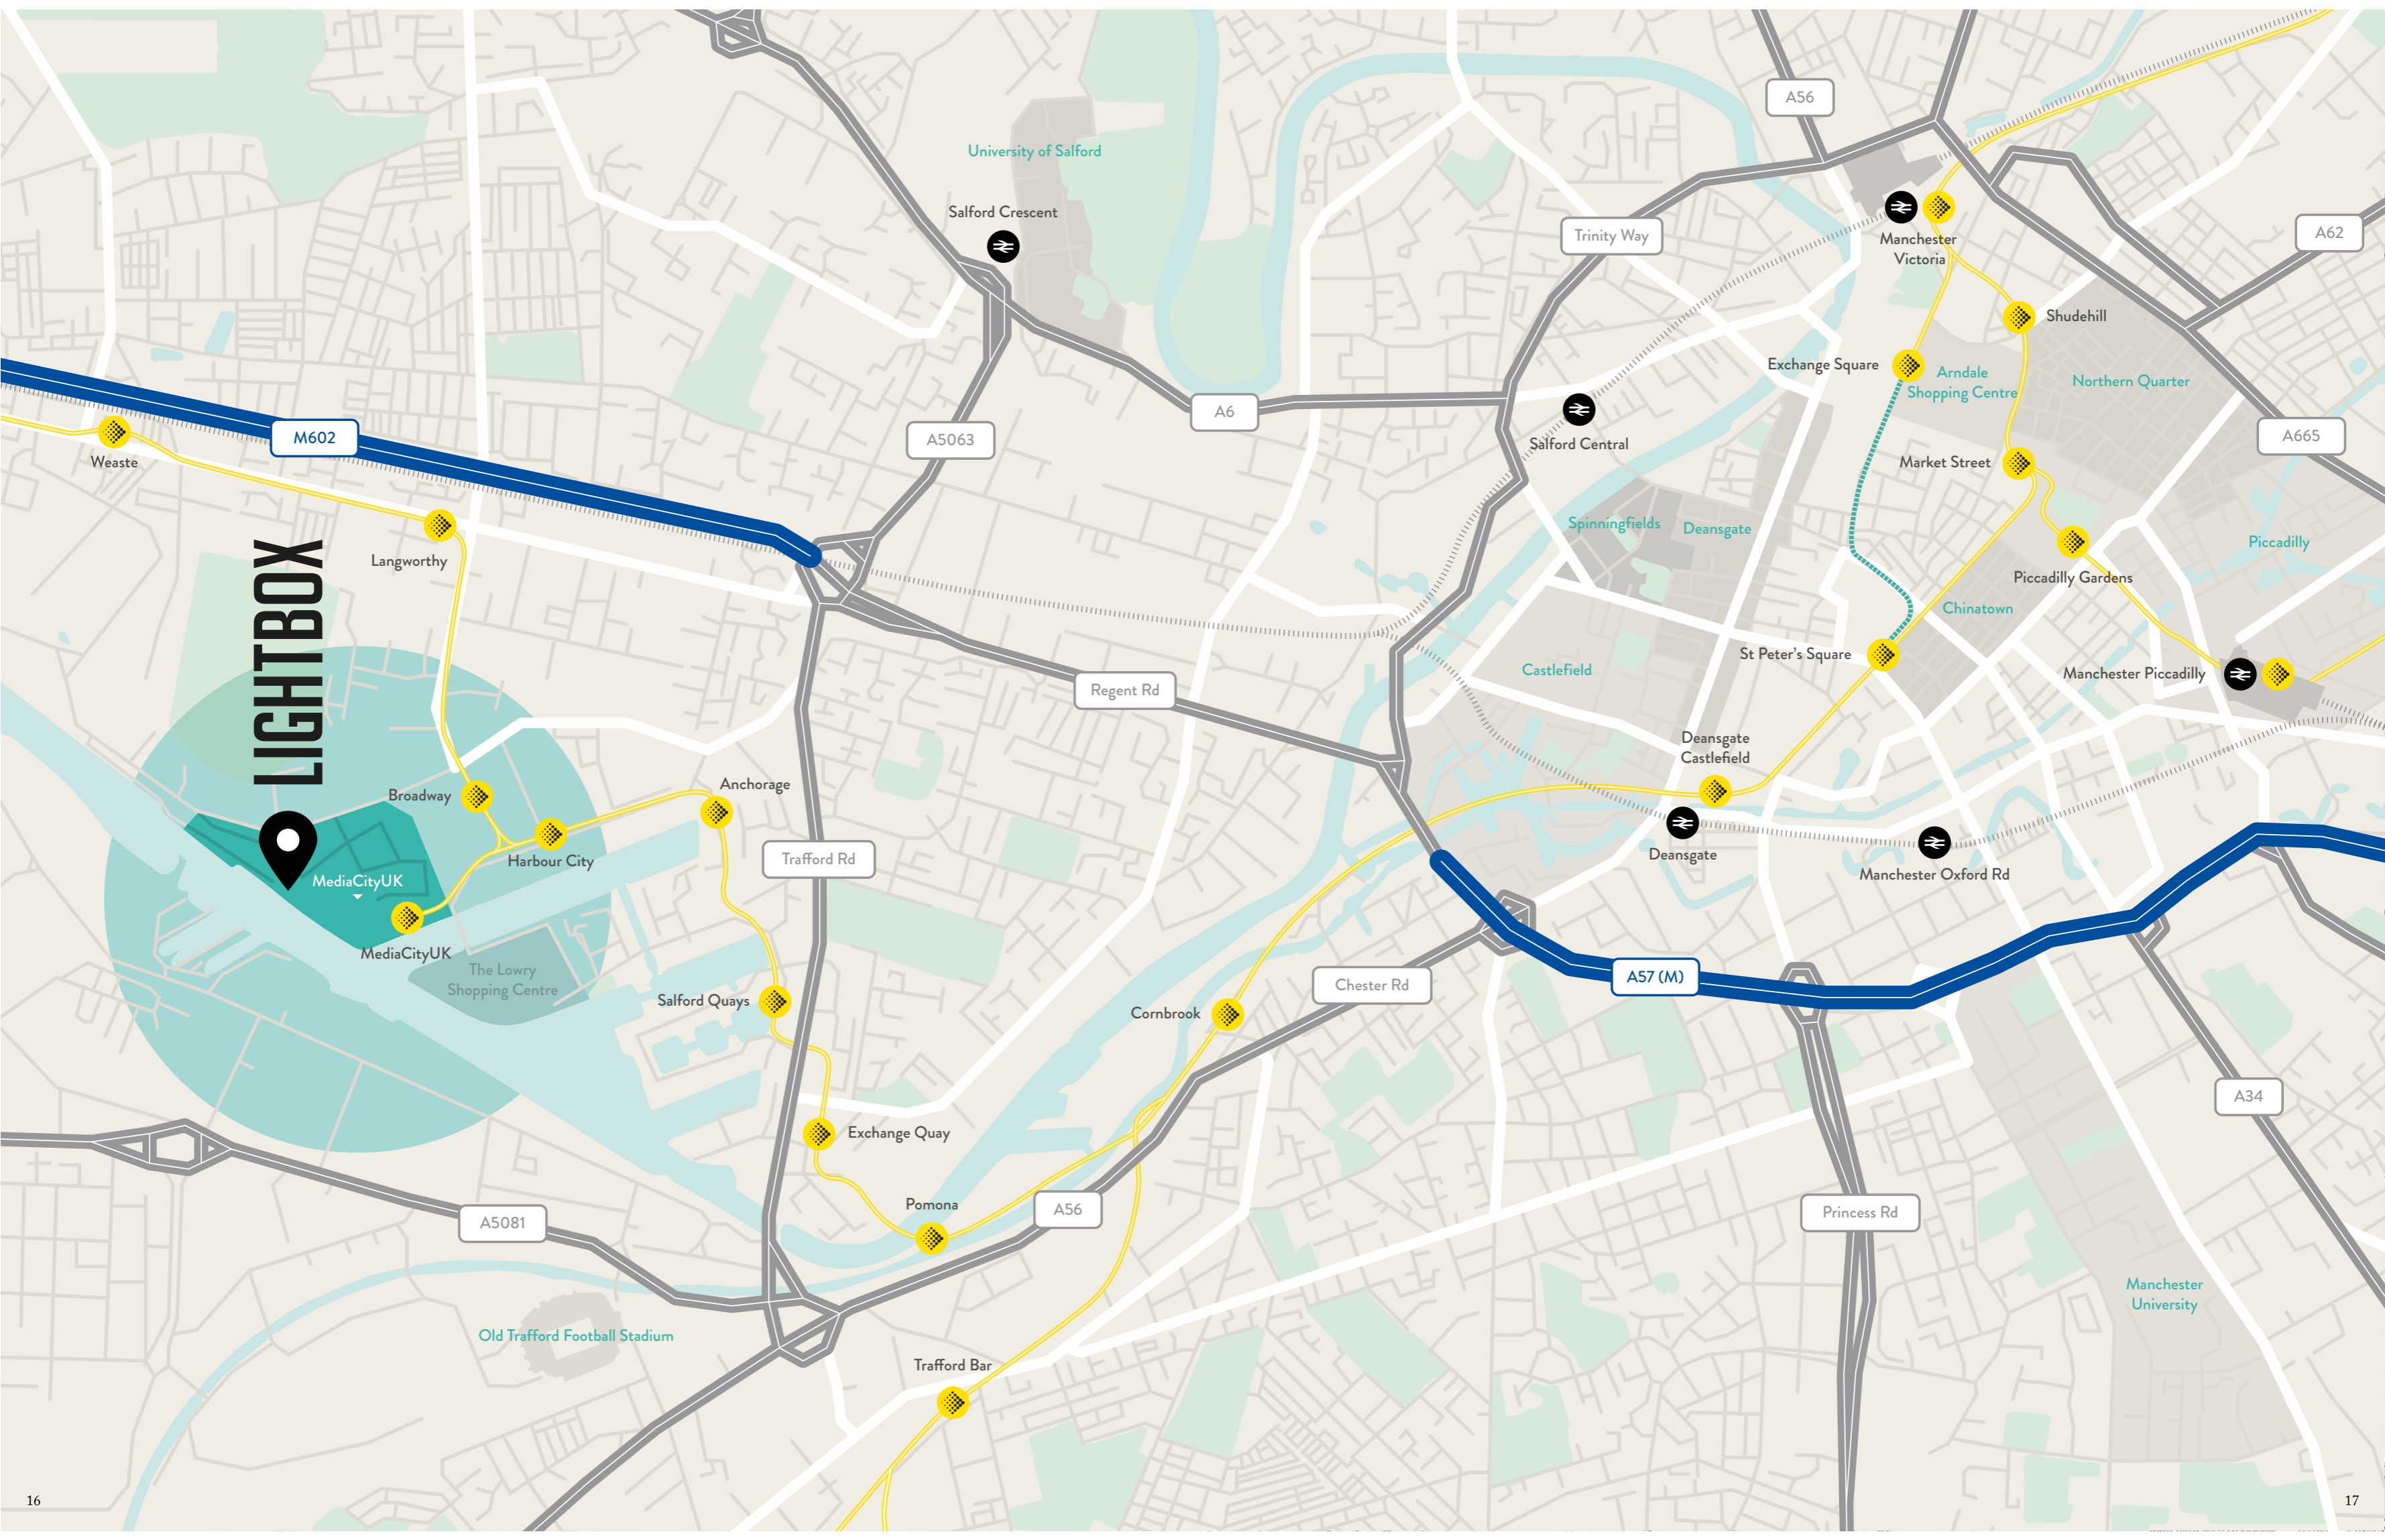 A56
University of Salford
Salford Crescent
Trinity Way
A62
Manchester
Victoria
Shudehill
Exchange Square
Arndale
Shopping Centre
Northern Quarter
M602
A5063
A6
Salford Central
A665
Weaste
Market Street
Langworthy
Spinningfields
Deansgate
Piccadilly
Piccadilly Gardens
Chinatown
LIGHTBOX
St Peter's Square
Castlefield
Manchester Piccadilly
Regent Rd
Deansgate
Castlefield
Anchorage
Broadway
Harbour City
Trafford Rd
Deansgate
Manchester Oxford Rd
MediaCityUK
MediaCityUK
The Lowry
Shopping Centre
Salford Quays
Cornbrook
Chester Rd
A57 (M)
A34
Exchange Quay
Pomona
A56
A5081
Princess Rd
Manchester
University
Old Trafford Football Stadium
Trafford Bar
16
17